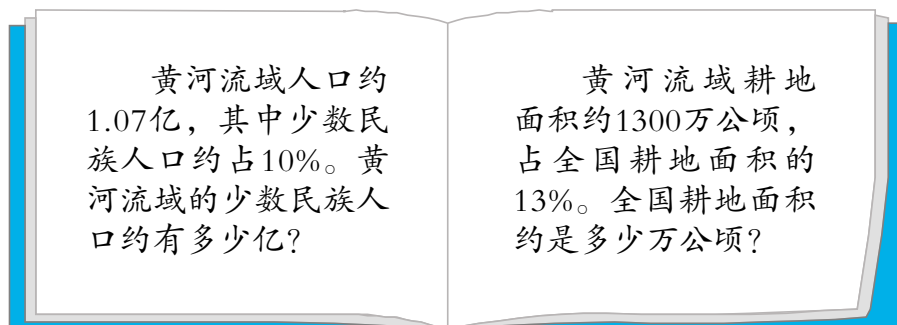 黄河流域人口约
1.07亿，其中少数民
族人口约占10%。黄
河流域的少数民族人
口约有多少亿？
黄河流域耕地
面积约1300万公顷，
占全国耕地面积的
13%。全国耕地面积
约是多少万公顷？